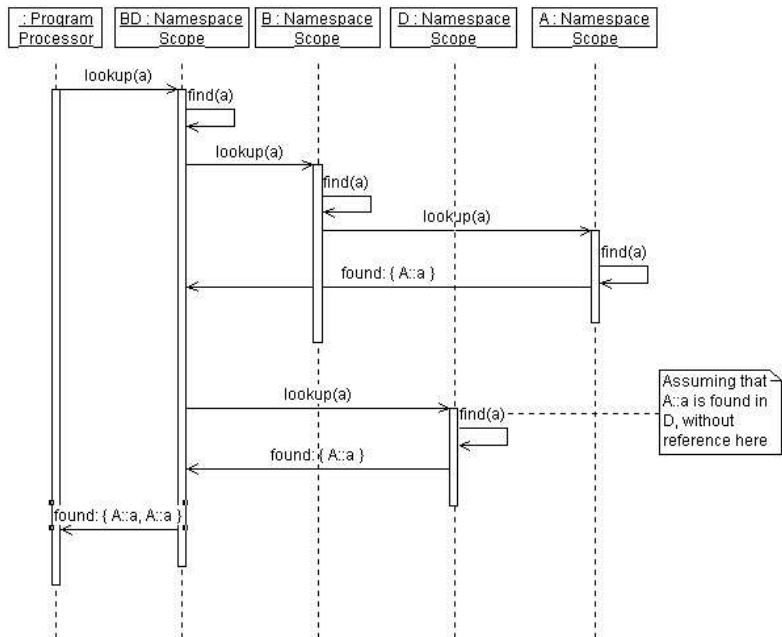 : Program
Processor
BD : Namespace
Scope
B : Namespace
Scope
D : Namespace
Scope
A : Namespace
Scope
lookup(a)
find(a)
lookup(a)
find(a)
lookup(a)
find(a)
found: { A::a }
Assuming that
A::a is found in
D, without
reference here
lookup(a)
find(a)
found: { A::a }
found: { A::a, A::a }